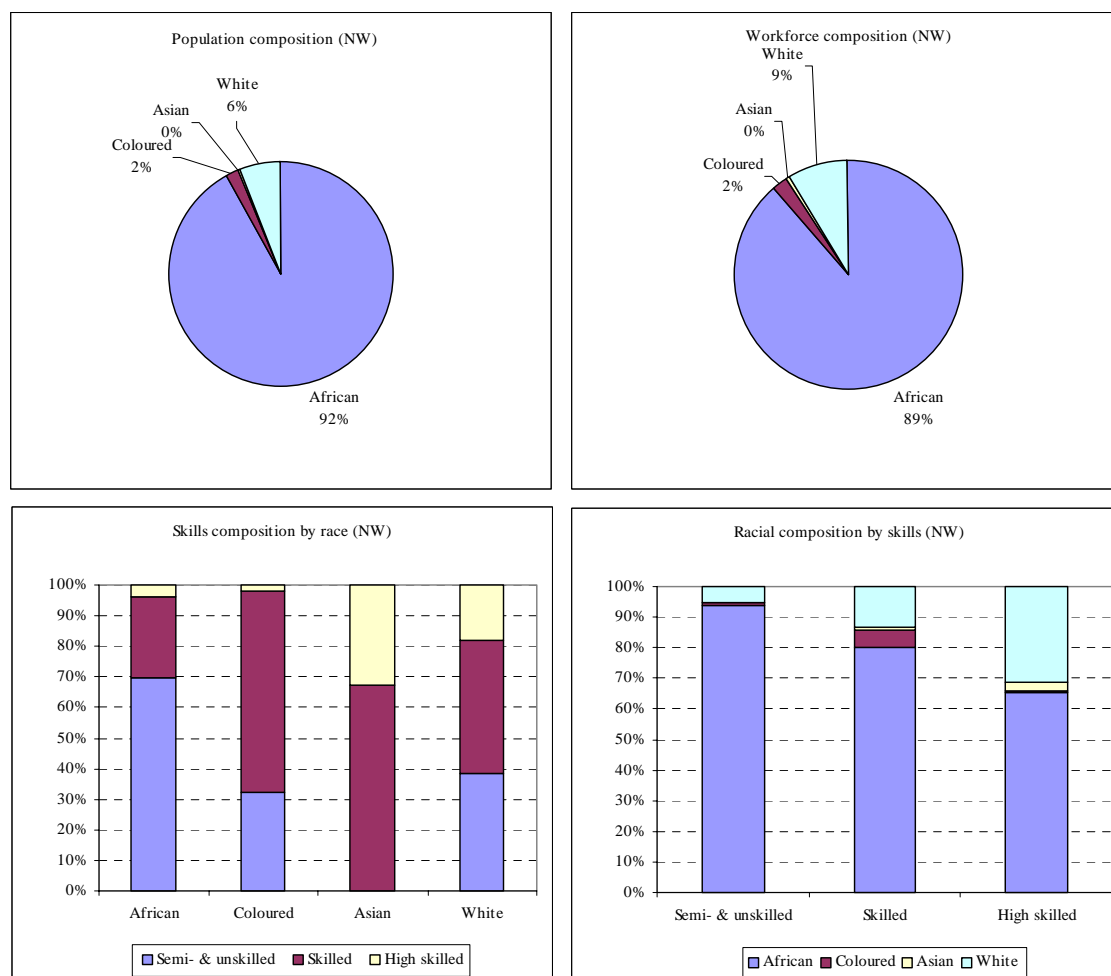 Population composition (NW)
White
6%
Asian
0%
Coloured
2%
African
92%
Workforce composition (NW)
White
9%
Asian
0%
Coloured
2%
African
89%
Skills composition by race (NW)
100%
90%
80%
70%
60%
50%
40%
30%
20%
10%
0%
African Coloured Asian White
Semi- & unskilled Skilled High skilled
Racial composition by skills (NW)
100%
90%
80%
70%
60%
50%
40%
30%
20%
10%
0%
Semi- & unskilled Skilled High skilled
African Coloured Asian White